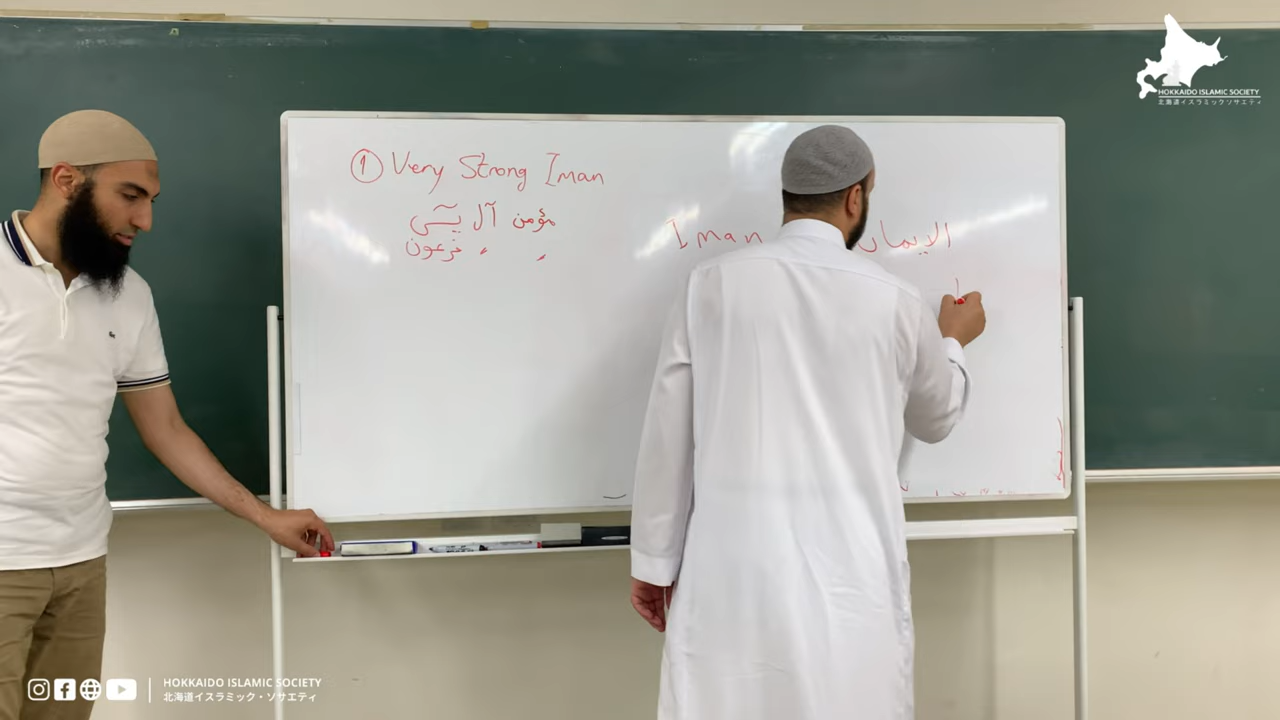 ① Very Strong Iman
مؤمن آل يسٓ
〃 〃 فرعون
Iman
الايمان
HOKKAIDO ISLAMIC SOCIETY
北海道イスラミックソサエティ
HOKKAIDO ISLAMIC SOCIETY
北海道イスラミック・ソサエティ